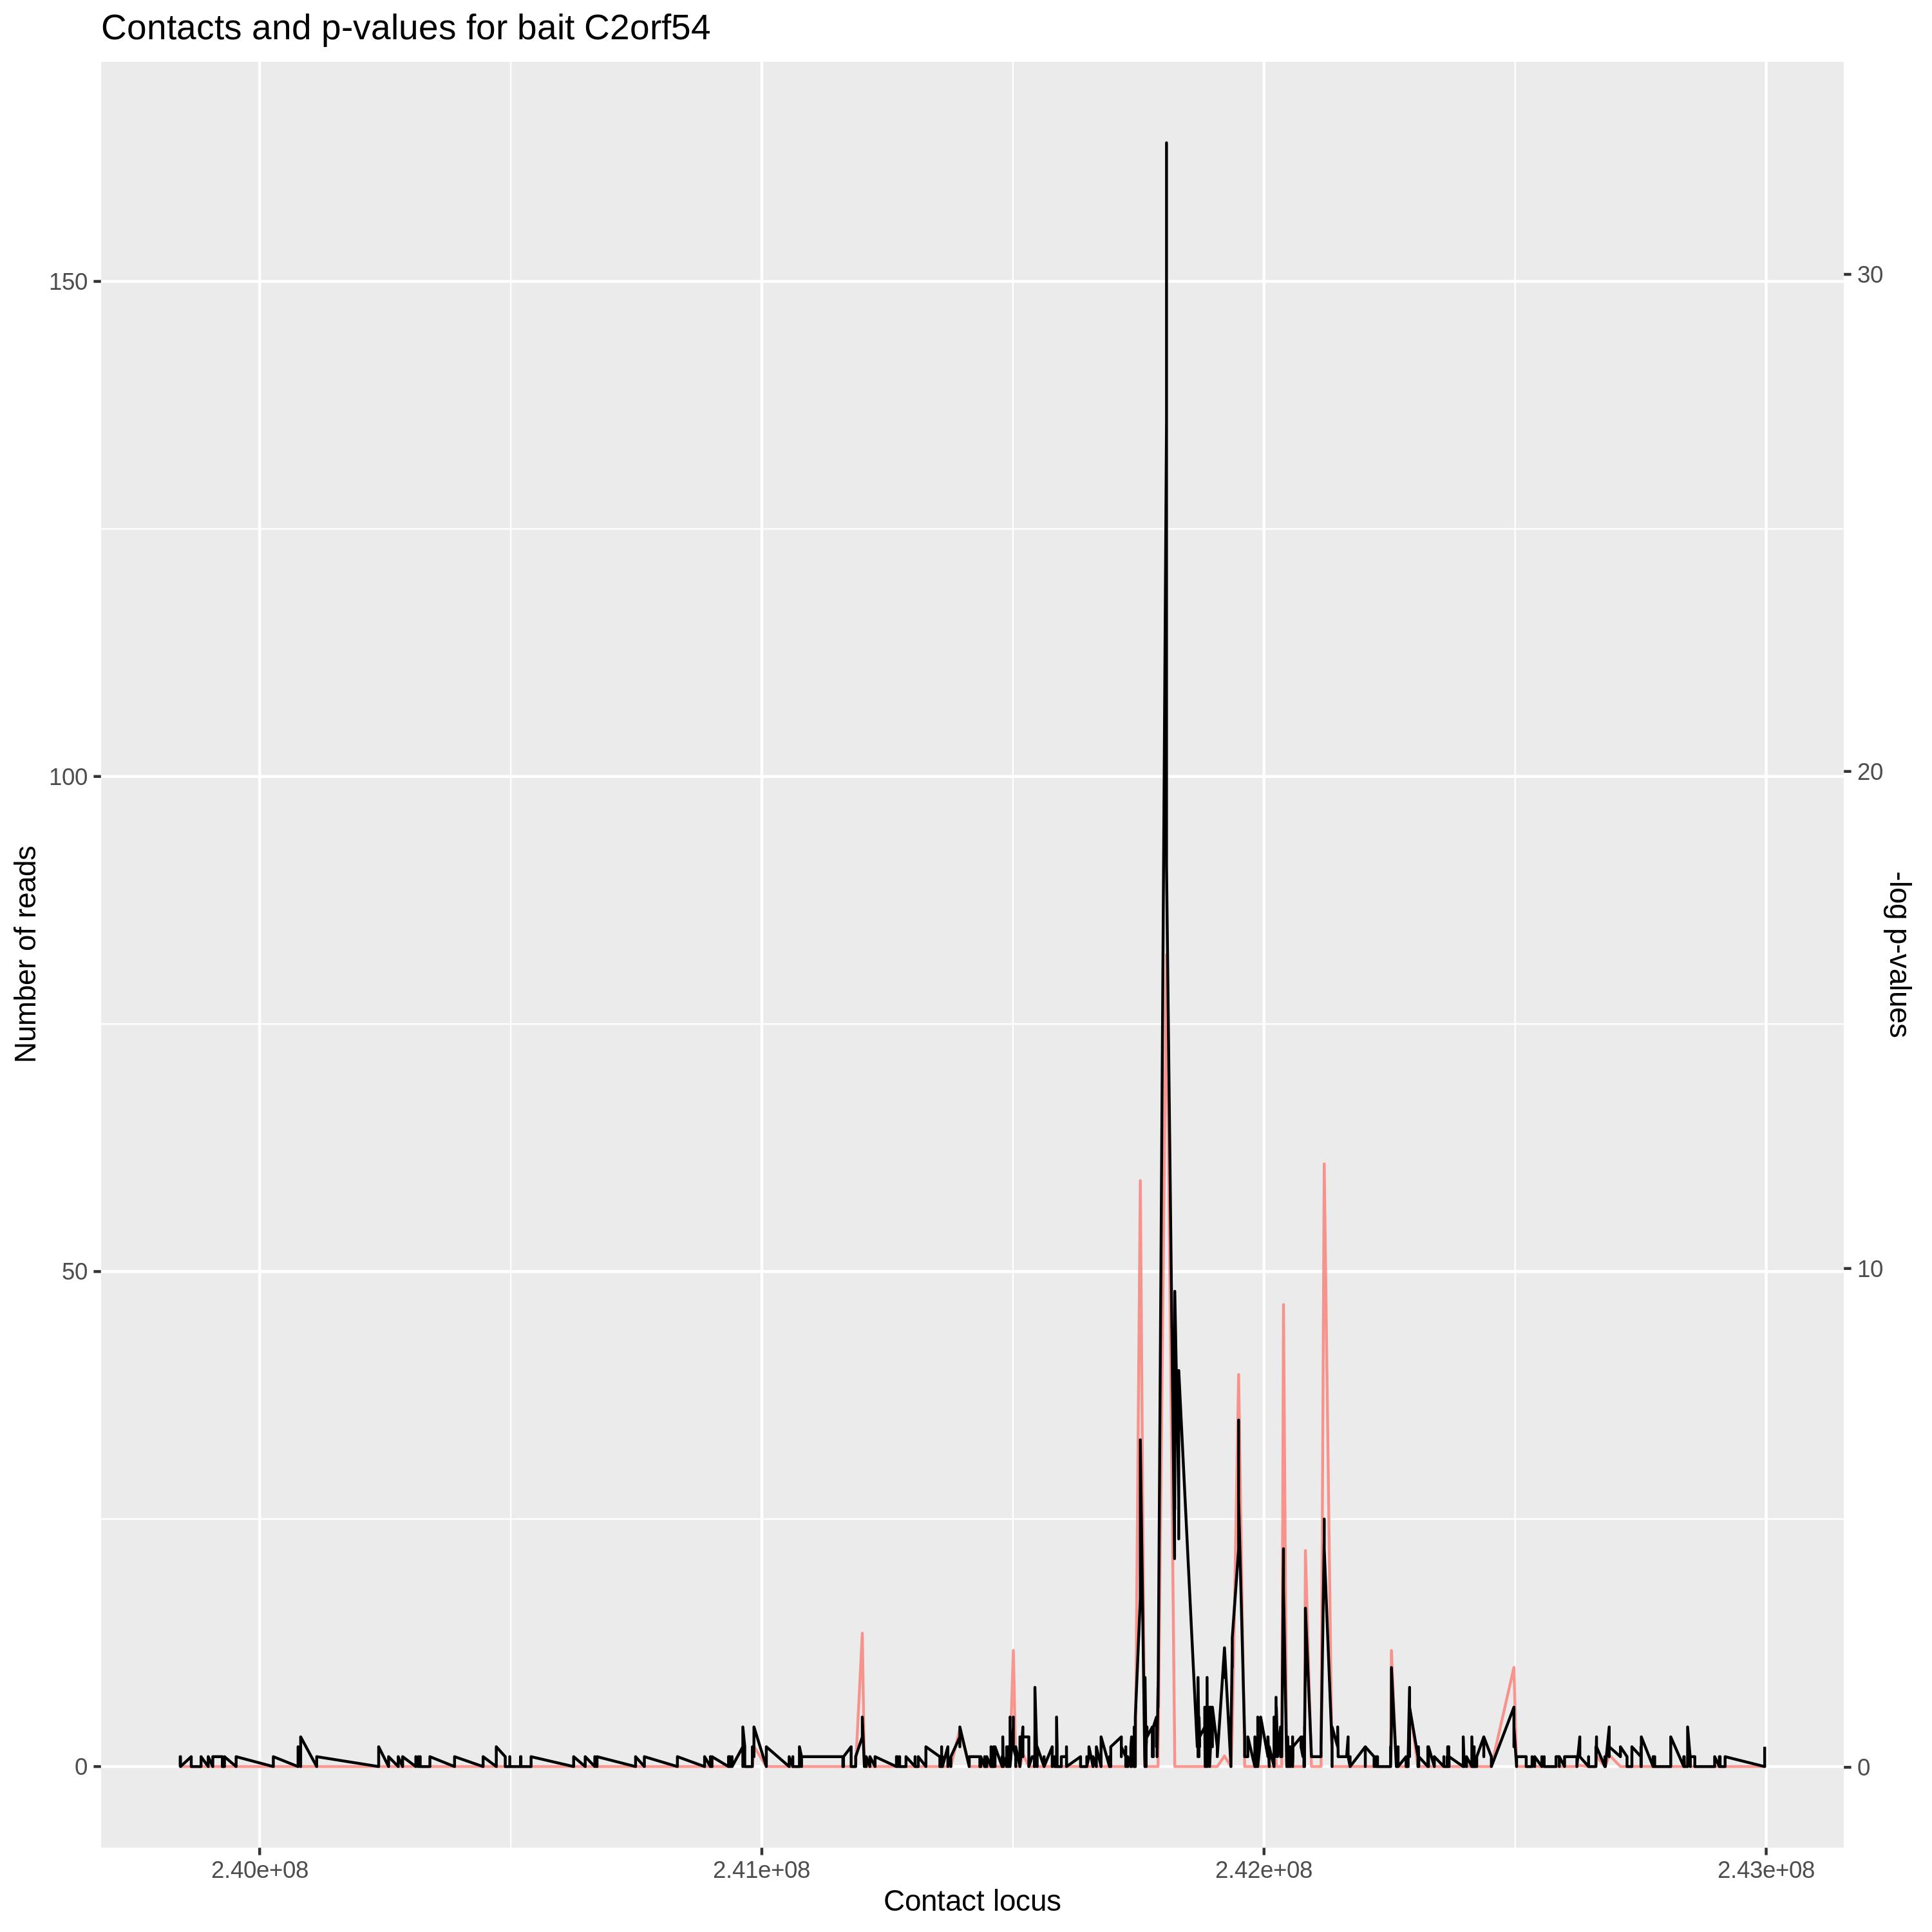 Contacts and p-values for bait C2orf54
150
100
50
0
30
20
10
0
Number of reads
-log p-values
2.40e+08 2.41e+08 2.42e+08 2.43e+08
Contact locus